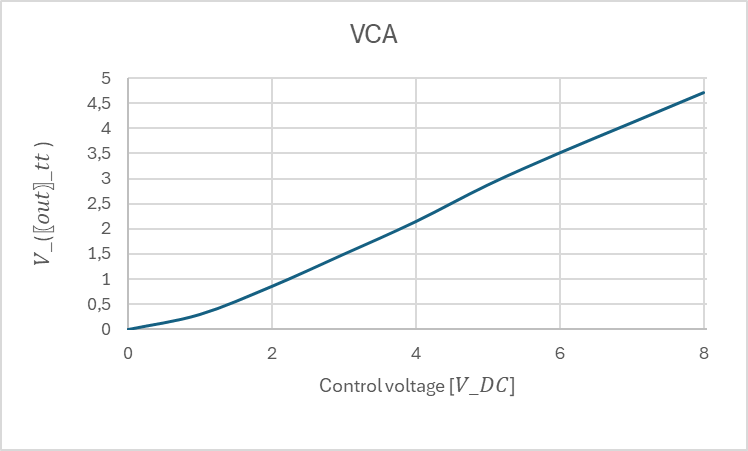 VCA
5
4,5
4
3,5
3
2,5
2
1,5
1
0,5
0
V_(〖out〗_tt )
0 2 4 6 8
Control voltage [V_DC]